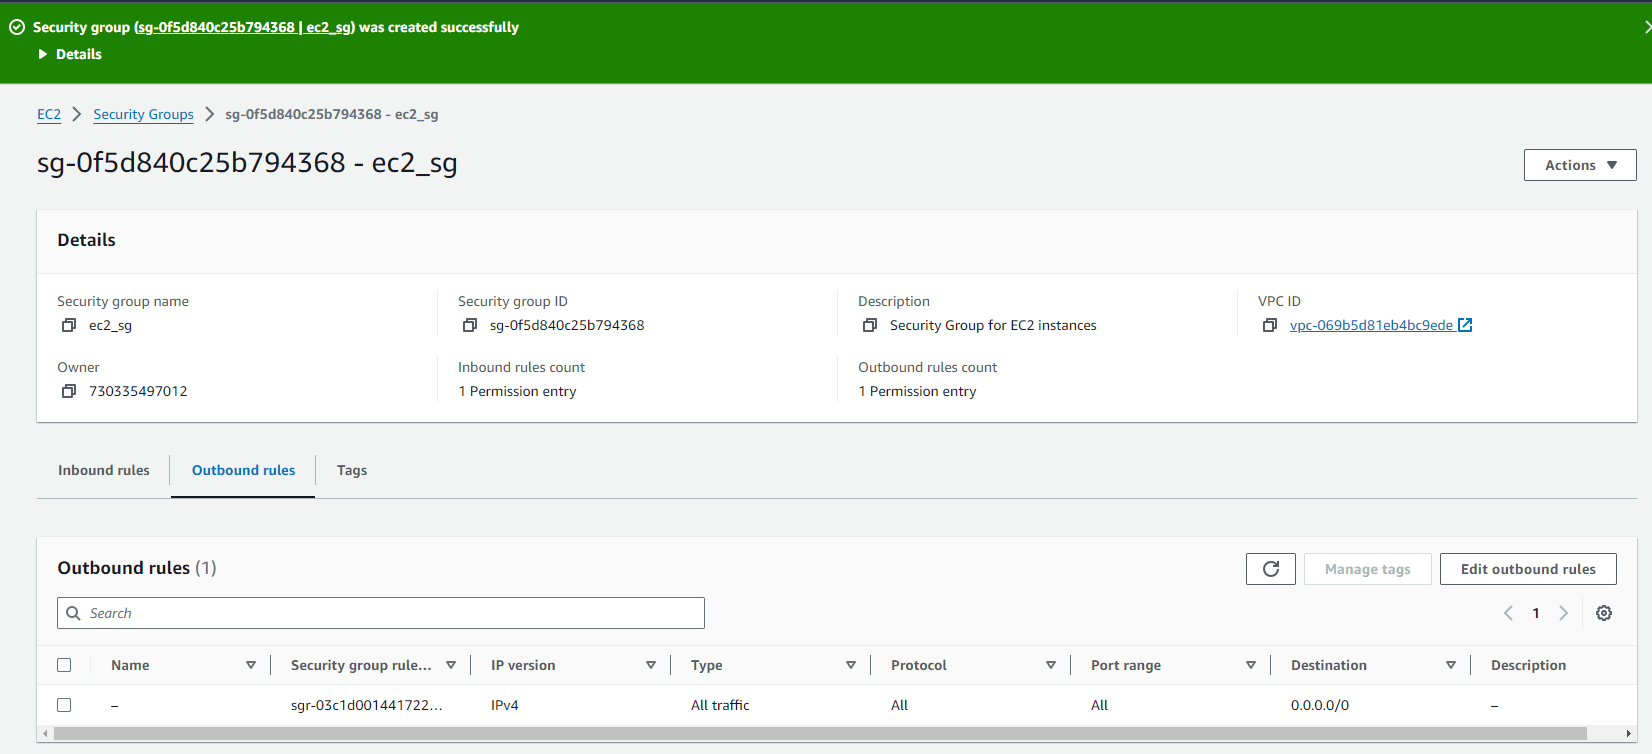 Security group (sg-0f5d840c25b794368 | ec2_sg) was created successfully
Details
EC2 Security Groups sg-0f5d840c25b794368 - ec2_sg
sg-0f5d840c25b794368 - ec2_sg
Actions
Details
Security group name Security group ID Description VPC ID
ec2_sg sg-0f5d840c25b794368 Security Group for EC2 instances vpc-069b5d81eb4bc9ede
Owner Inbound rules count Outbound rules count
730335497012 1 Permission entry 1 Permission entry
Inbound rules Outbound rules Tags
Outbound rules (1) Manage tags Edit outbound rules
Search 1
Name Security group rule... IP version Type Protocol Port range Destination Description
– sgr-03c1d001441722... IPv4 All traffic All All 0.0.0.0/0 –